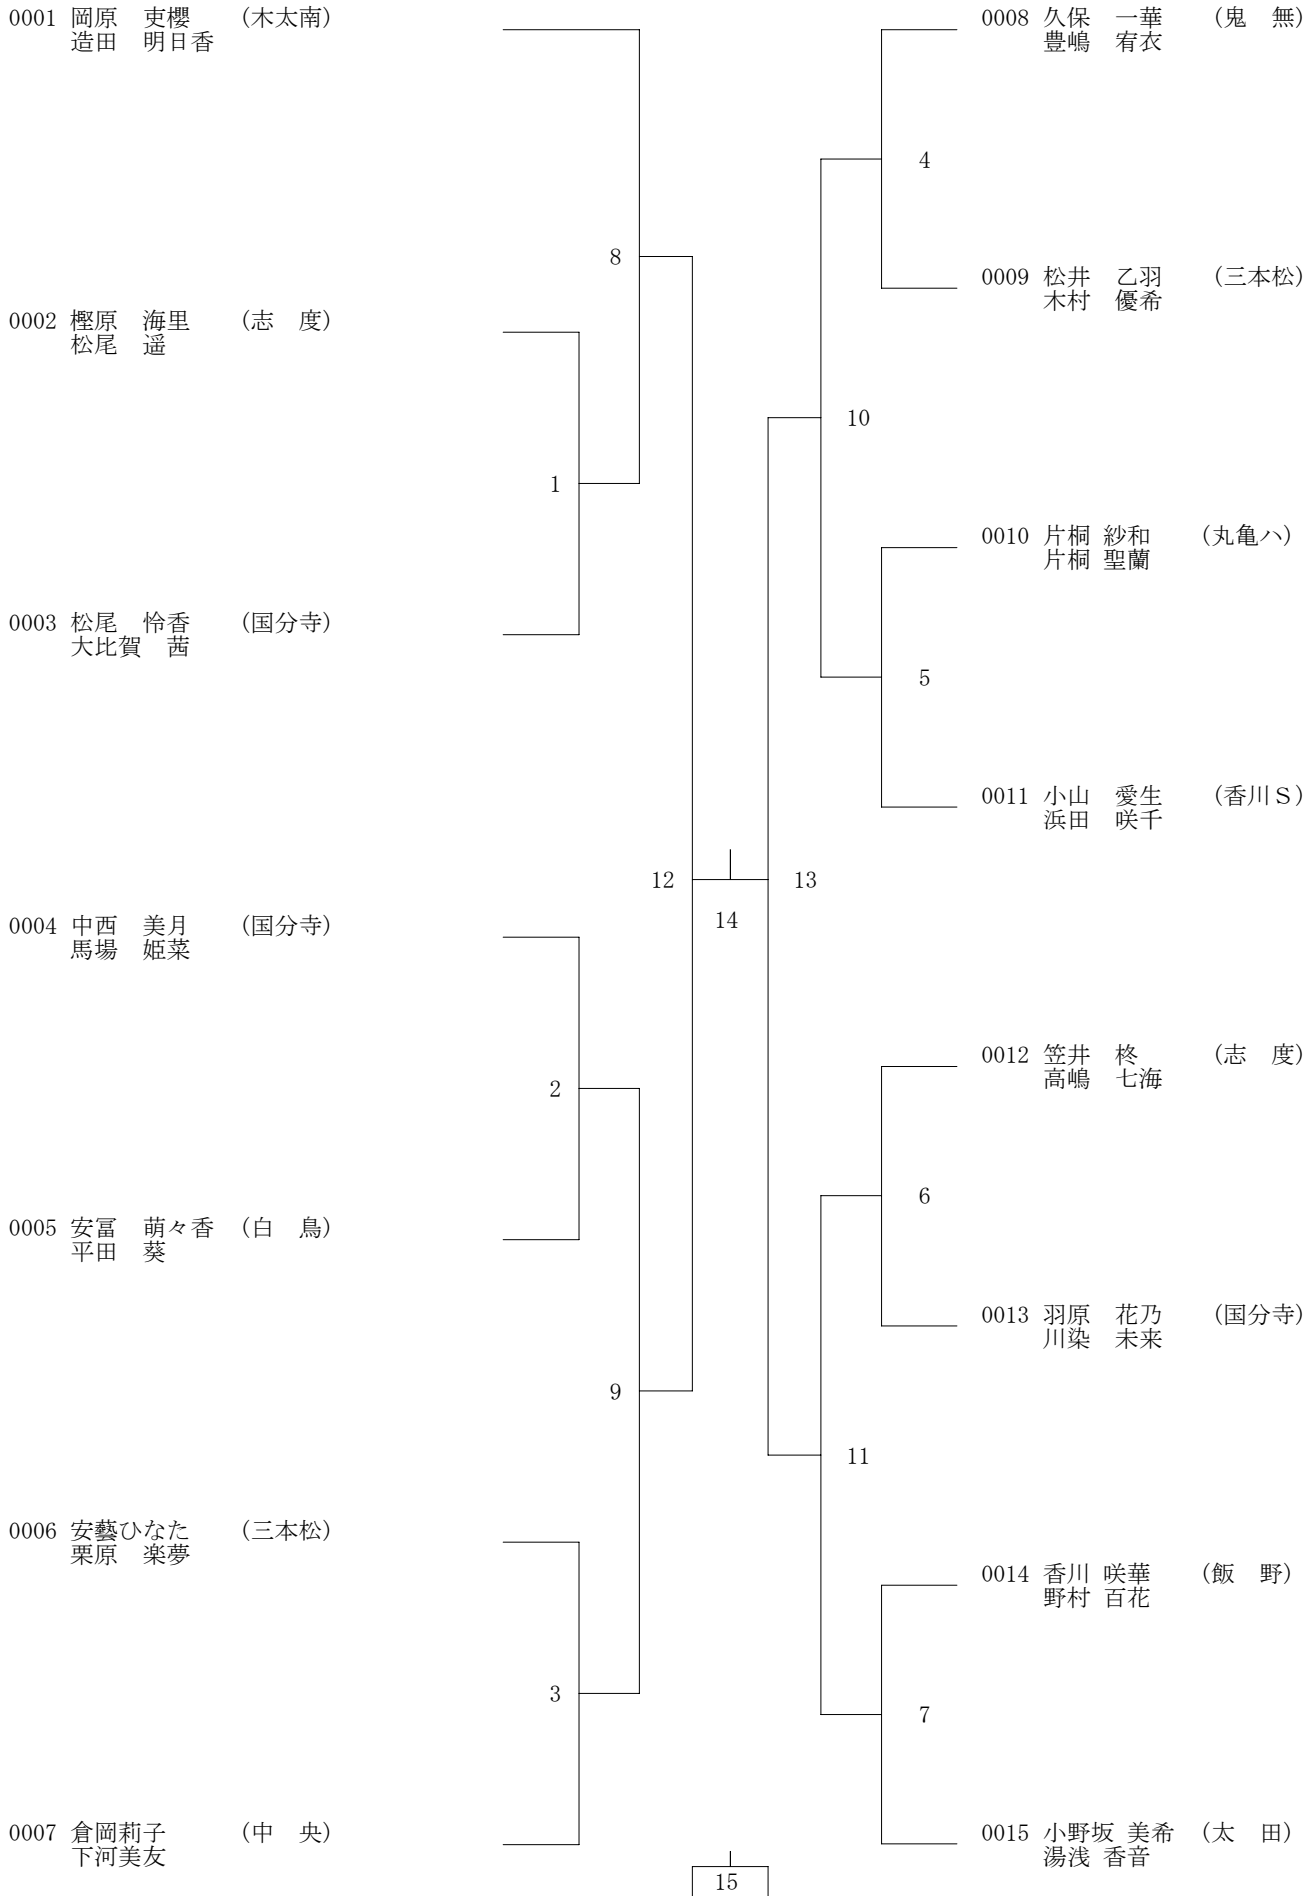 0001 岡原　吏櫻　（木太南）
造田　明日香
8
0002 樫原　海里　（志　度）
松尾　遥
1
0003 松尾　怜香　（国分寺）
大比賀　茜
12
0004 中西　美月　（国分寺）
馬場　姫菜
2
0005 安冨　萌々香　（白　鳥）
平田　葵
9
0006 安藝ひなた　（三本松）
栗原　楽夢
3
0007 倉岡莉子　（中　央）
下河美友
14
15
0008 久保　一華　（鬼　無）
豊嶋　宥衣
4
0009 松井　乙羽　（三本松）
木村　優希
10
0010 片桐 紗和　（丸亀ハ）
片桐 聖蘭
5
0011 小山　愛生　（香川Ｓ）
浜田　咲千
13
0012 笠井　柊　（志　度）
高嶋　七海
6
0013 羽原　花乃　（国分寺）
川染　未来
11
0014 香川 咲華　（飯　野）
野村 百花
7
0015 小野坂 美希　（太　田）
湯浅 香音